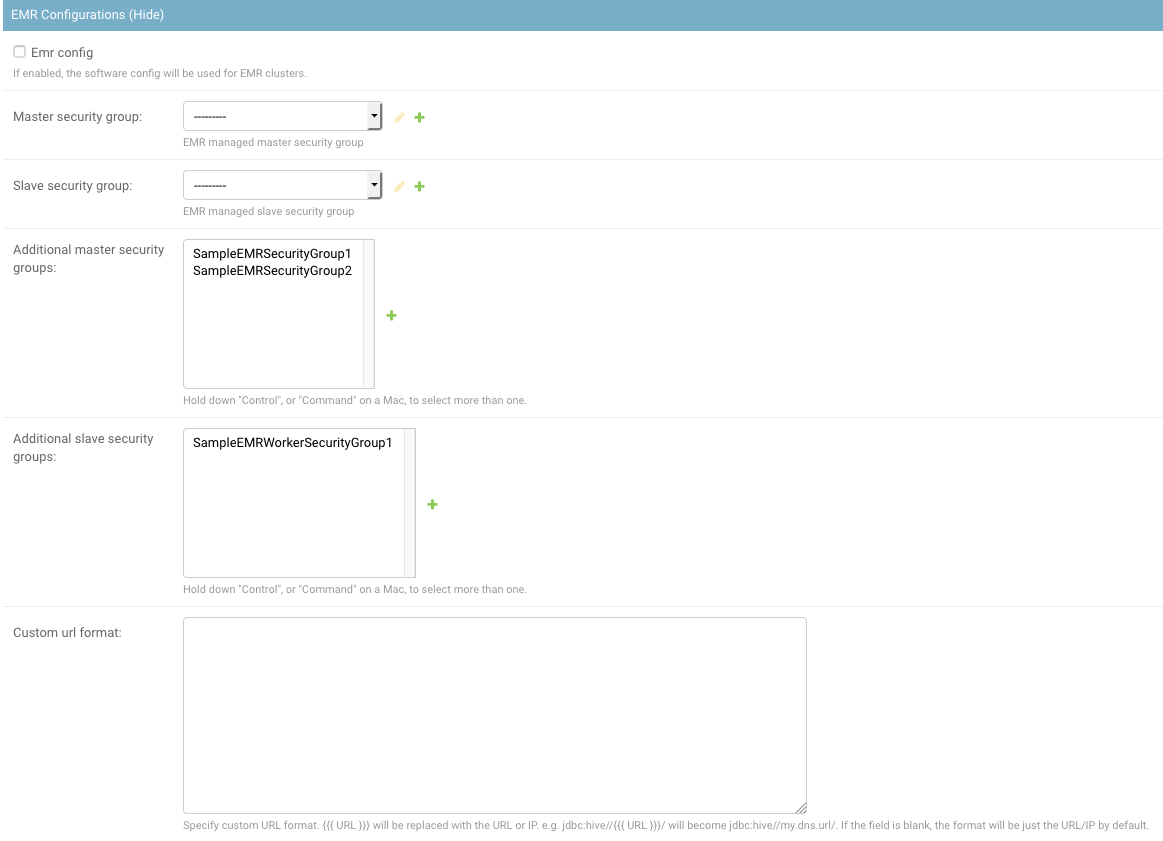 EMR Configurations (Hide)
Emr config
If enabled, the software config will be used for EMR clusters.
Master security group:
---------
EMR managed master security group
Slave security group:
---------
EMR managed slave security group
Additional master security
groups:
SampleEMRSecurityGroup1
SampleEMRSecurityGroup2
Hold down "Control", or "Command" on a Mac, to select more than one.
Additional slave security
groups:
SampleEMRWorkerSecurityGroup1
Hold down "Control", or "Command" on a Mac, to select more than one.
Custom url format:
Specify custom URL format. {{{ URL }}} will be replaced with the URL or IP. e.g. jdbc:hive//{{{ URL }}}/ will become jdbc:hive//my.dns.url/. If the field is blank, the format will be just the URL/IP by default.